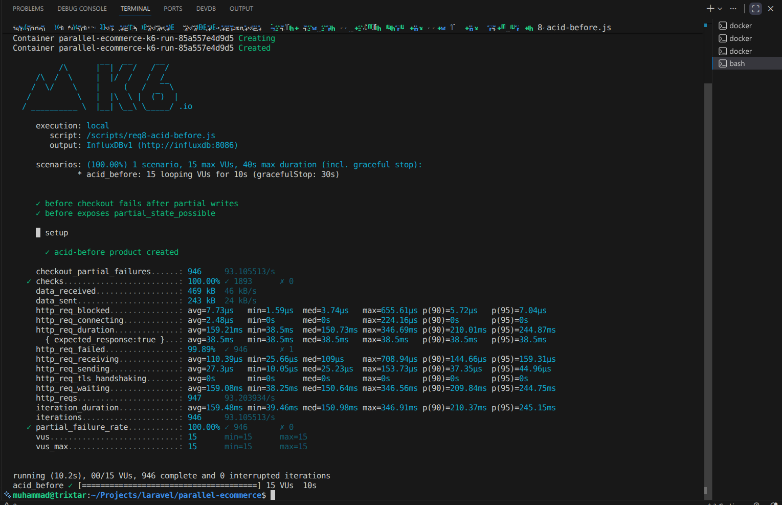 PROBLEMS DEBUG CONSOLE TERMINAL PORTS DEVDB OUTPUT
8-acid-before.js
docker
docker
docker
bash
Container parallel-ecommerce-k6-run-85a557e4d9d5 Creating
Container parallel-ecommerce-k6-run-85a557e4d9d5 Created
.io
execution: local
script: /scripts/req8-acid-before.js
output: InfluxDBv1 (http://influxdb:8086)
scenarios: (100.00%) 1 scenario, 15 max VUs, 40s max duration (incl. graceful stop):
* acid_before: 15 looping VUs for 10s (gracefulStop: 30s)
✓ before checkout fails after partial writes
✓ before exposes partial_state_possible
█ setup
✓ acid-before product created
checkout_partial_failures......: 946 93.105513/s
✓ checks.........................: 100.00% ✓ 1893 ✗ 0
data_received..................: 469 kB 46 kB/s
data_sent......................: 243 kB 24 kB/s
http_req_blocked...............: avg=7.73µs min=1.59µs med=3.74µs max=655.61µs p(90)=5.72µs p(95)=7.04µs
http_req_connecting............: avg=2.48µs min=0s med=0s max=224.16µs p(90)=0s p(95)=0s
http_req_duration..............: avg=159.21ms min=38.5ms med=150.73ms max=346.69ms p(90)=210.01ms p(95)=244.87ms
{ expected_response:true }...: avg=38.5ms min=38.5ms med=38.5ms max=38.5ms p(90)=38.5ms p(95)=38.5ms
http_req_failed................: 99.89% ✓ 946 ✗ 1
http_req_receiving.............: avg=110.39µs min=25.66µs med=109µs max=708.94µs p(90)=144.66µs p(95)=159.31µs
http_req_sending...............: avg=27.3µs min=10.05µs med=25.23µs max=153.73µs p(90)=37.35µs p(95)=44.96µs
http_req_tls_handshaking.......: avg=0s min=0s med=0s max=0s p(90)=0s p(95)=0s
http_req_waiting...............: avg=159.08ms min=38.25ms med=150.64ms max=346.56ms p(90)=209.84ms p(95)=244.75ms
http_reqs......................: 947 93.203934/s
iteration_duration.............: avg=159.48ms min=39.46ms med=150.98ms max=346.91ms p(90)=210.37ms p(95)=245.15ms
iterations.....................: 946 93.105513/s
✓ partial_failure_rate...........: 100.00% ✓ 946 ✗ 0
vus............................: 15 min=15 max=15
vus_max........................: 15 min=15 max=15
running (10.2s), 00/15 VUs, 946 complete and 0 interrupted iterations
acid_before ✓ [======================================] 15 VUs 10s
muhammad@trixtar:~/Projects/laravel/parallel-ecommerce$